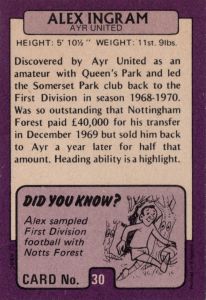 ALEX INGRAM
AYR UNITED
HEIGHT: 5' 10½" WEIGHT: 11st. 9lbs.
Discovered by Ayr United as an
amateur with Queen's Park and led
the Somerset Park club back to the
First Division in season 1968-1970.
Was so outstanding that Nottingham
Forest paid £40,000 for his transfer
in December 1969 but sold him back
to Ayr a year later for half that
amount. Heading ability is a highlight.
DID YOU KNOW?
Alex sampled
First Division
football with
Notts Forest
CARD No. 30